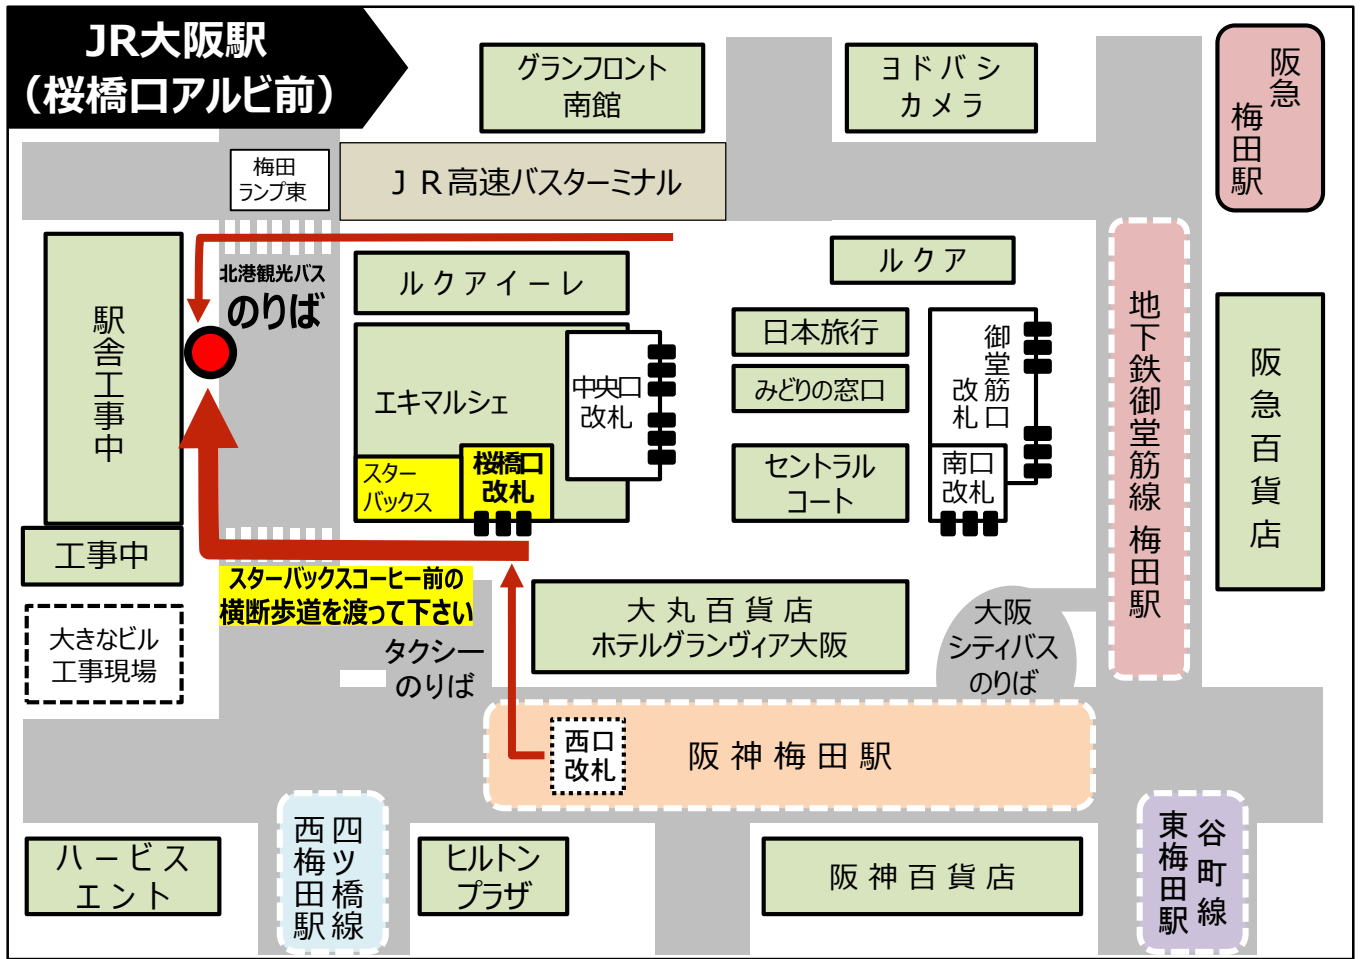 JR大阪駅
（桜橋口アルビ前）
グランフロント
南館
ヨドバシ
カメラ
阪急
梅田駅
梅田
ランプ東
ＪＲ高速バスターミナル
北港観光バス
のりば
ルクアイーレ
ルクア
駅舎工事中
エキマルシェ
中央口
改札
日本旅行
みどりの窓口
御堂筋口
改札
地下鉄御堂筋線 梅田駅
阪急百貨店
スター
バックス
桜橋口
改札
セントラル
コート
南口
改札
工事中
スターバックスコーヒー前の
横断歩道を渡って下さい
大きなビル
工事現場
タクシー
のりば
大丸百貨店
ホテルグランヴィア大阪
大阪
シティバス
のりば
西口
改札
阪神梅田駅
ハービス
エント
四ツ橋線
西梅田駅
ヒルトン
プラザ
阪神百貨店
谷町線
東梅田駅